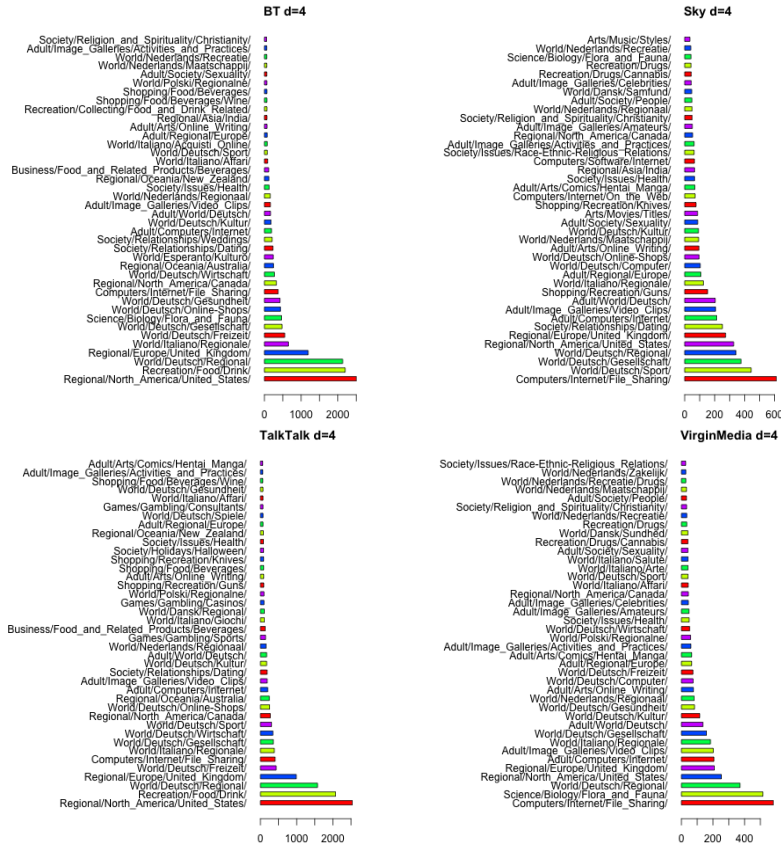 BT d=4
Society/Religion and Spirituality/Christianity/
Adult/Image_Galleries/Activities and Practices/
World/Nederlands/Recreatie/
World/Nederlands/Maatschappij/
Adult/Society/Sexuality/
World/Polski/Regionalne/
Shopping/Food/Beverages/
Shopping/Food/Beverages/Wine/
Recreation/Collecting/Food_and_Drink_Related/
Regional/Asia/India/
Adult/Arts/Online_Writing/
Adult/Regional/Europe/
World/Italiano/Acquisti_Online/
World/Deutsch/Sport/
World/Italiano/Affari/
Business/Food_and_Related_Products/Beverages/
Regional/Oceania/New_Zealand/
Society/Issues/Health/
World/Nederlands/Regionaal/
Adult/Image_Galleries/Video_Clips/
Adult/World/Deutsch/
World/Deutsch/Kultur/
Adult/Computers/Internet/
Society/Relationships/Weddings/
Society/Relationships/Dating/
World/Esperanto/Kulturo/
Regional/Oceania/Australia/
World/Deutsch/Wirtschaft/
Regional/North_America/Canada/
Computers/Internet/File_Sharing/
World/Deutsch/Gesundheit/
World/Deutsch/Online-Shops/
Science/Biology/Flora_and_Fauna/
World/Deutsch/Gesellschaft/
World/Deutsch/Freizeit/
World/Italiano/Regionale/
Regional/Europe/United_Kingdom/
World/Deutsch/Regional/
Recreation/Food/Drink/
Regional/North_America/United_States/
0 1000 2000
Sky d=4
Arts/Music/Styles/
World/Nederlands/Recreatie/
Science/Biology/Flora_and_Fauna/
Recreation/Drugs/
Recreation/Drugs/Cannabis/
Adult/Image_Galleries/Celebrities/
World/Dansk/Samfund/
Adult/Society/People/
World/Nederlands/Regionaal/
Society/Religion_and_Spirituality/Christianity/
Adult/Image_Galleries/Amateurs/
Regional/North_America/Canada/
Adult/Image_Galleries/Activities_and_Practices/
Society/Issues/Race-Ethnic-Religious_Relations/
Computers/Software/Internet/
Regional/Asia/India/
Society/Issues/Health/
Adult/Arts/Comics/Hentai_Manga/
Computers/Internet/On_the_Web/
Shopping/Recreation/Knives/
Arts/Movies/Titles/
Adult/Society/Sexuality/
World/Deutsch/Kultur/
World/Nederlands/Maatschappij/
Adult/Arts/Online_Writing/
World/Deutsch/Online-Shops/
World/Deutsch/Computer/
Adult/Regional/Europe/
World/Italiano/Regionale/
Shopping/Recreation/Guns/
Adult/World/Deutsch/
Adult/Image_Galleries/Video_Clips/
Adult/Computers/Internet/
Society/Relationships/Dating/
Regional/Europe/United_Kingdom/
Regional/North_America/United_States/
World/Deutsch/Regional/
World/Deutsch/Gesellschaft/
World/Deutsch/Sport/
Computers/Internet/File_Sharing/
0 200 400 600
TalkTalk d=4
Adult/Arts/Comics/Hentai_Manga/
Adult/Image_Galleries/Activities_and_Practices/
Shopping/Food/Beverages/Wine/
World/Deutsch/Gesundheit/
World/Italiano/Affari/
Games/Gambling/Consultants/
World/Deutsch/Spiele/
Adult/Regional/Europe/
Regional/Oceania/New_Zealand/
Society/Issues/Health/
Society/Holidays/Halloween/
Shopping/Recreation/Knives/
Shopping/Food/Beverages/
Adult/Arts/Online_Writing/
Shopping/Recreation/Guns/
World/Polski/Regionalne/
Games/Gambling/Casinos/
World/Dansk/Regional/
World/Italiano/Giochi/
Business/Food_and_Related_Products/Beverages/
Games/Gambling/Sports/
World/Nederlands/Regionaal/
Adult/World/Deutsch/
World/Deutsch/Kultur/
Society/Relationships/Dating/
Adult/Image_Galleries/Video_Clips/
Adult/Computers/Internet/
Regional/Oceania/Australia/
World/Deutsch/Online-Shops/
Regional/North_America/Canada/
World/Deutsch/Sport/
World/Deutsch/Wirtschaft/
World/Deutsch/Gesellschaft/
World/Italiano/Regionale/
Computers/Internet/File_Sharing/
World/Deutsch/Freizeit/
Regional/Europe/United_Kingdom/
World/Deutsch/Regional/
Recreation/Food/Drink/
Regional/North_America/United_States/
0 1000 2000
VirginMedia d=4
Society/Issues/Race-Ethnic-Religious_Relations/
World/Nederlands/Zakelijk/
World/Nederlands/Recreatie/Drugs/
World/Nederlands/Maatschappij/
Adult/Society/People/
Society/Religion_and_Spirituality/Christianity/
World/Nederlands/Recreatie/
Recreation/Drugs/
World/Dansk/Sundhed/
Recreation/Drugs/Cannabis/
Adult/Society/Sexuality/
World/Italiano/Salute/
World/Italiano/Arte/
World/Deutsch/Sport/
World/Italiano/Affari/
Regional/North_America/Canada/
Adult/Image_Galleries/Celebrities/
Adult/Image_Galleries/Amateurs/
Society/Issues/Health/
World/Deutsch/Wirtschaft/
World/Polski/Regionalne/
Adult/Image_Galleries/Activities_and_Practices/
Adult/Arts/Comics/Hentai_Manga/
Adult/Regional/Europe/
World/Deutsch/Freizeit/
World/Deutsch/Computer/
Adult/Arts/Online_Writing/
World/Nederlands/Regionaal/
World/Deutsch/Gesundheit/
World/Deutsch/Kultur/
Adult/World/Deutsch/
World/Deutsch/Gesellschaft/
World/Italiano/Regionale/
Adult/Image_Galleries/Video_Clips/
Adult/Computers/Internet/
Regional/Europe/United_Kingdom/
Regional/North_America/United_States/
World/Deutsch/Regional/
Science/Biology/Flora_and_Fauna/
Computers/Internet/File_Sharing/
0 200 400